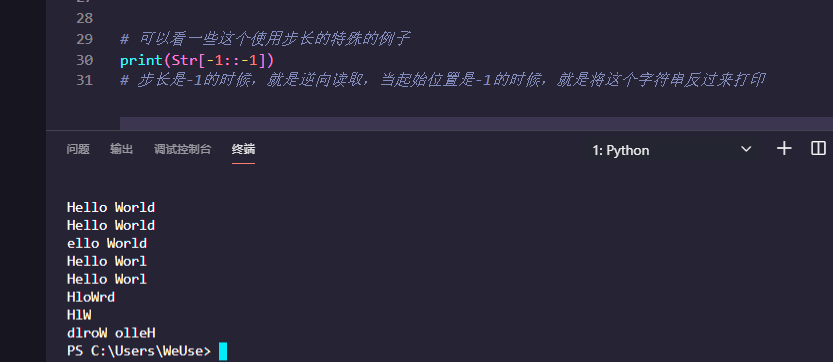 28
29 # 可以看一些这个使用步长的特殊的例子
30 print(Str[-1::-1])
31 # 步长是-1的时候，就是逆向读取，当起始位置是-1的时候，就是将这个字符串反过来打印
问题 输出 调试控制台 终端 1: Python
Hello World
Hello World
ello World
Hello Worl
Hello Worl
HloWrd
HlW
dlroW olleH
PS C:\Users\WeUse>